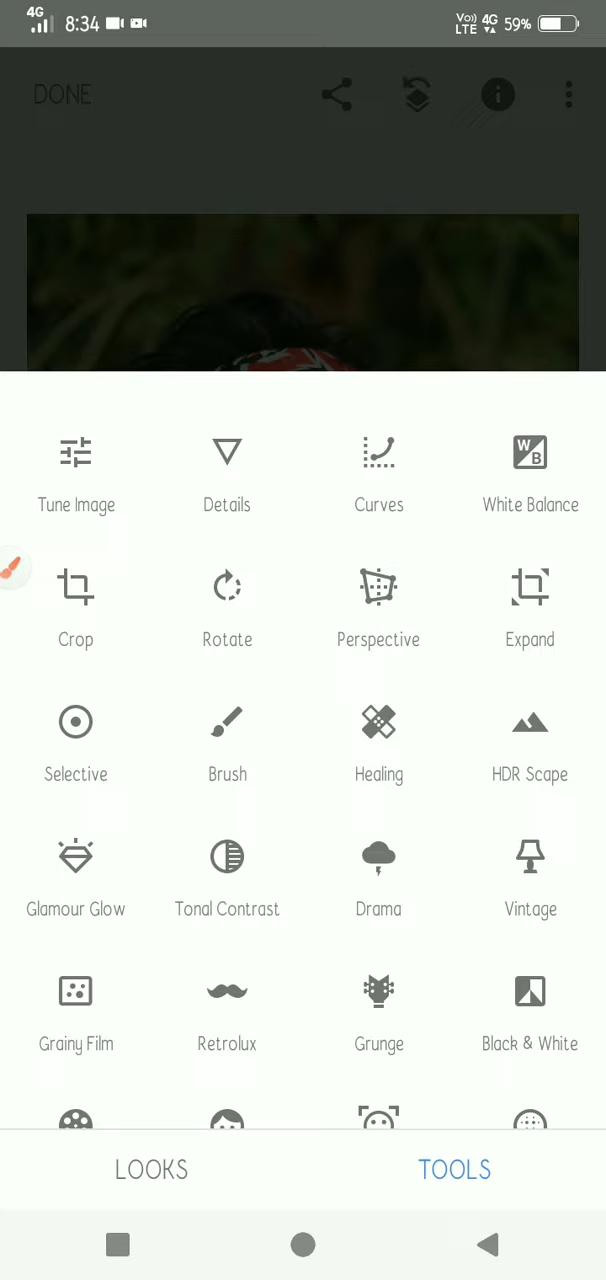 4G 8:34 Vo)) LTE 4G 59%
DONE
Tune Image Details Curves White Balance
W B
Crop Rotate Perspective Expand
Selective Brush Healing HDR Scape
Glamour Glow Tonal Contrast Drama Vintage
Grainy Film Retrolux Grunge Black & White
LOOKS TOOLS